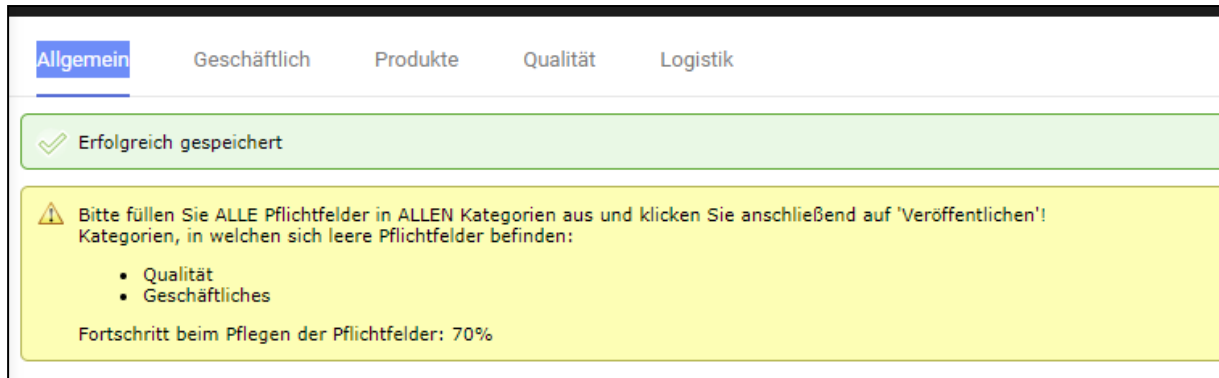 Allgemein Geschäftlich Produkte Qualität Logistik
Erfolgreich gespeichert
Bitte füllen Sie ALLE Pflichtfelder in ALLEN Kategorien aus und klicken Sie anschließend auf 'Veröffentlichen'!
Kategorien, in welchen sich leere Pflichtfelder befinden:
• Qualität
• Geschäftliches
Fortschritt beim Pflegen der Pflichtfelder: 70%